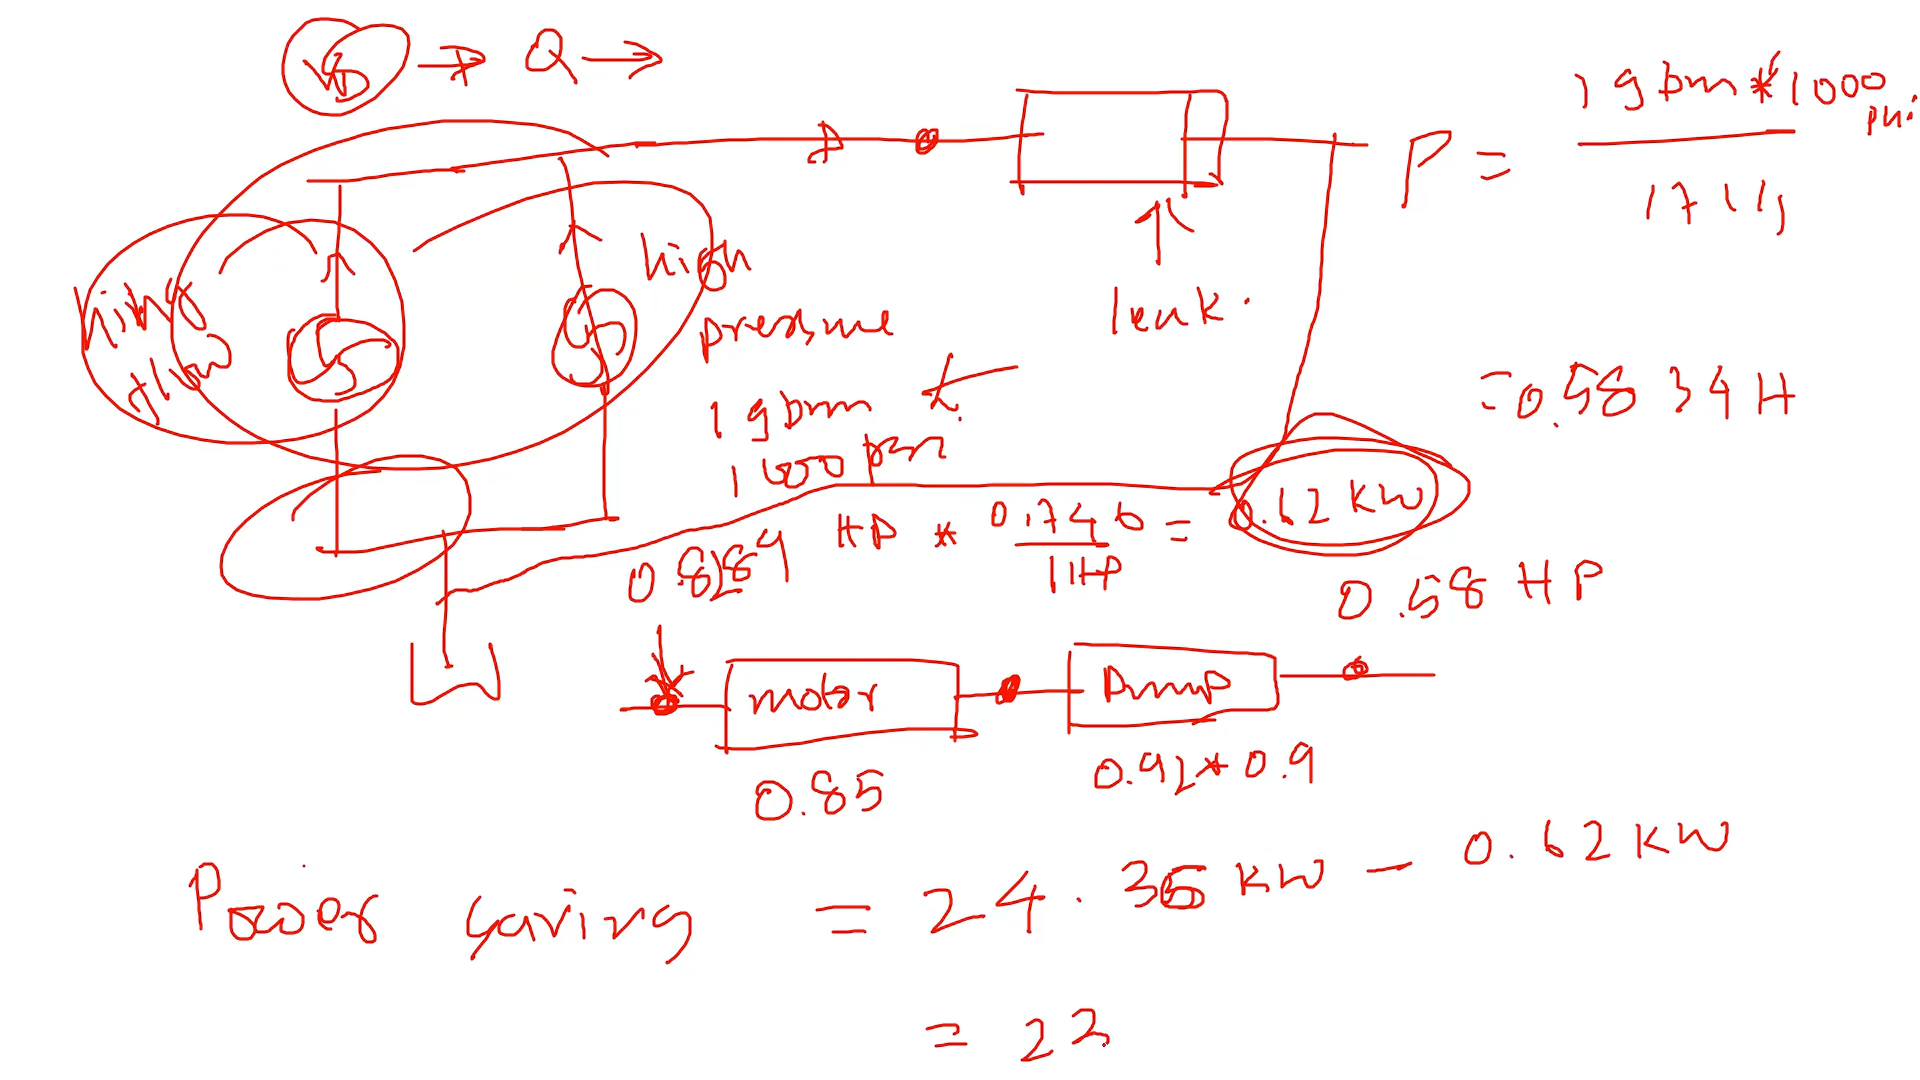 Q
high
flow
high
pressure
1 gpm
1000 psi
leak
P = 1 gpm * 1000 psi / 1714
= 0.5834 H
0.8284 HP * 0.746 / 1 HP = 0.62 KW
0.58 HP
motor
pump
0.85
0.92 * 0.9
Power saving = 24.35 KW - 0.62 KW
= 23